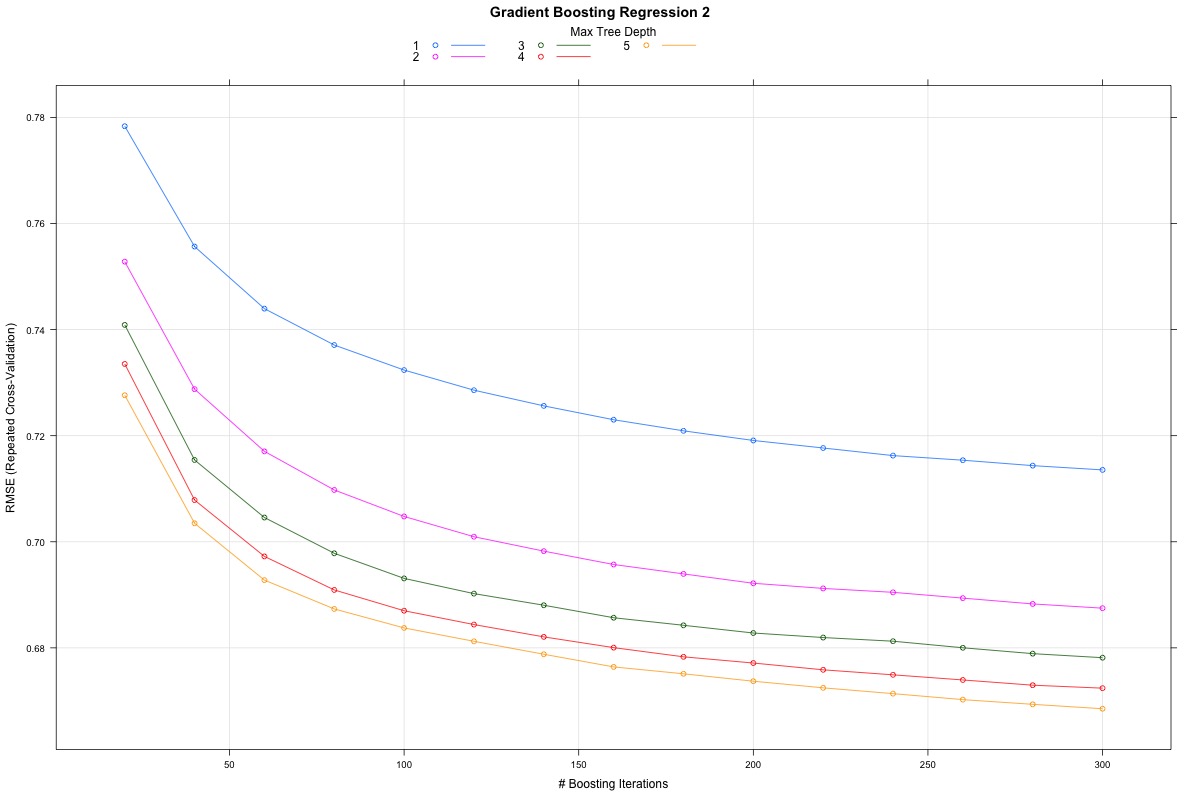 Gradient Boosting Regression 2
Max Tree Depth
1 3 5
2 4
0.78
0.76
0.74
0.72
0.70
0.68
RMSE (Repeated Cross-Validation)
50 100 150 200 250 300
# Boosting Iterations